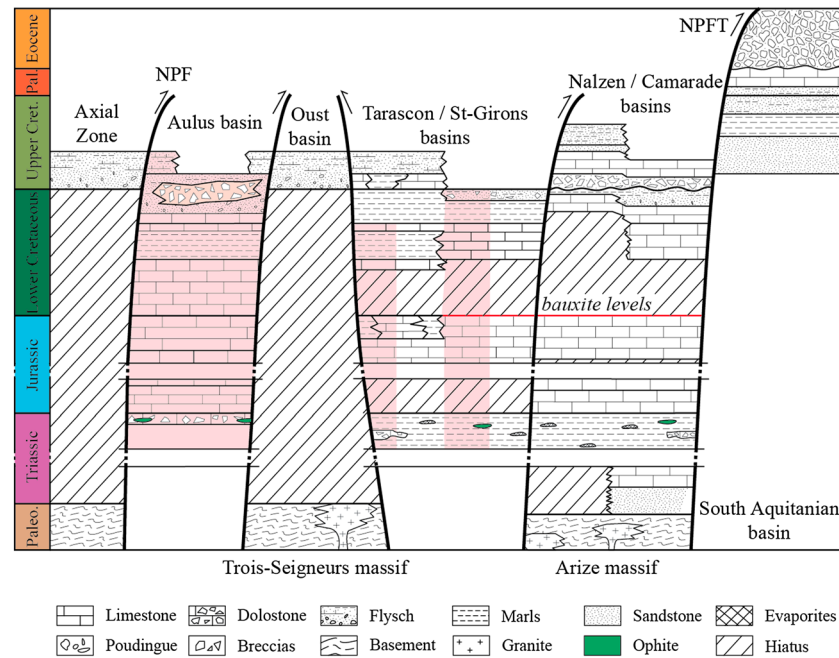 Eocene
Pal.
Upper Cret.
Lower Cretaceous
Jurassic
Triassic
Paleo.
NPFT
NPF
Nalzen / Camarade
basins
Axial
Zone
Aulus basin
Oust
basin
Tarascon / St-Girons
basins
bauxite levels
South Aquitanian
basin
Trois-Seigneurs massif
Arize massif
Limestone
Dolostone
Flysch
Marls
Sandstone
Evaporites
Poudingue
Breccias
Basement
Granite
Ophite
Hiatus